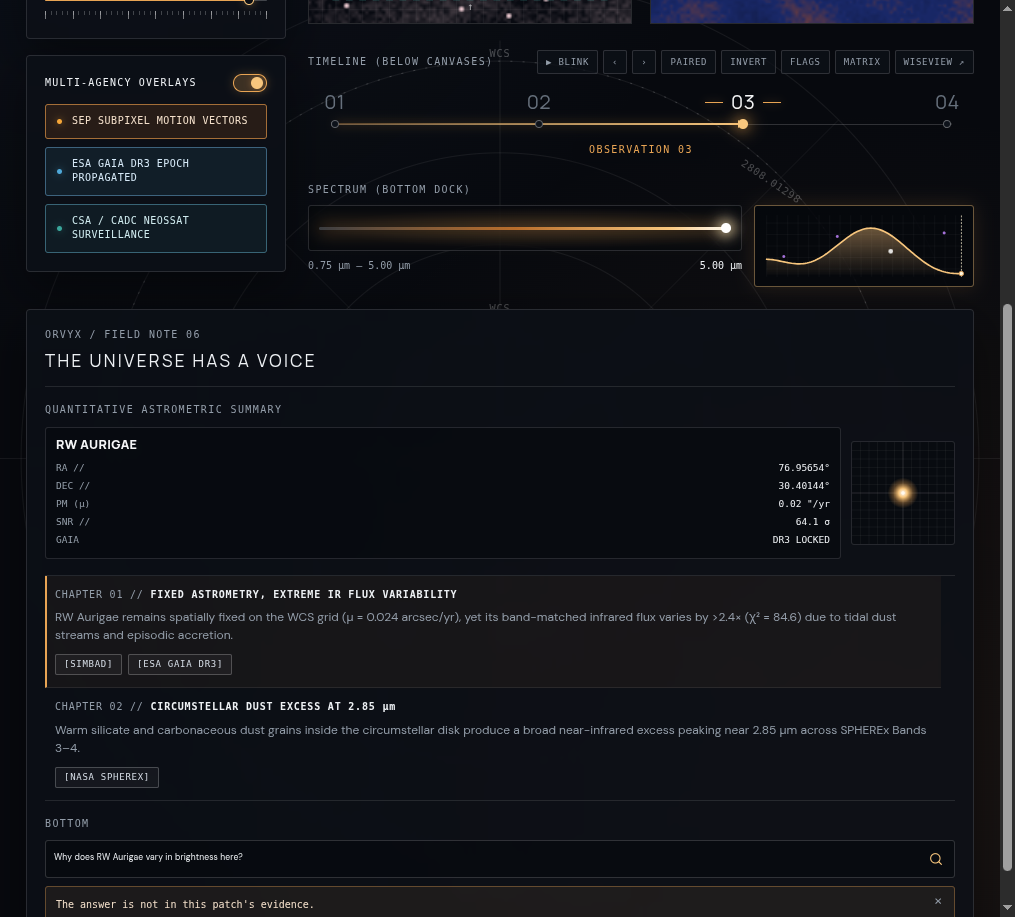 ↑
MULTI-AGENCY OVERLAYS
SEP SUBPIXEL MOTION VECTORS
ESA GAIA DR3 EPOCH
PROPAGATED
CSA / CADC NEOSSAT
SURVEILLANCE
WCS
TIMELINE (BELOW CANVASES)
▶ BLINK
‹
›
PAIRED
INVERT
FLAGS
MATRIX
WISEVIEW ↗
01
02
03
04
OBSERVATION 03
2808.01298
SPECTRUM (BOTTOM DOCK)
0.75 μm — 5.00 μm
5.00 μm
WCS
ORVYX / FIELD NOTE 06
THE UNIVERSE HAS A VOICE
QUANTITATIVE ASTROMETRIC SUMMARY
RW AURIGAE
RA // 76.95654°
DEC // 30.40144°
PM (μ) 0.02 "/yr
SNR // 64.1 σ
GAIA DR3 LOCKED
CHAPTER 01 // FIXED ASTROMETRY, EXTREME IR FLUX VARIABILITY
RW Aurigae remains spatially fixed on the WCS grid (μ = 0.024 arcsec/yr), yet its band-matched infrared flux varies by >2.4× (χ² = 84.6) due to tidal dust
streams and episodic accretion.
[SIMBAD]
[ESA GAIA DR3]
CHAPTER 02 // CIRCUMSTELLAR DUST EXCESS AT 2.85 μm
Warm silicate and carbonaceous dust grains inside the circumstellar disk produce a broad near-infrared excess peaking near 2.85 μm across SPHEREx Bands
3–4.
[NASA SPHEREX]
BOTTOM
Why does RW Aurigae vary in brightness here?
The answer is not in this patch's evidence.
×